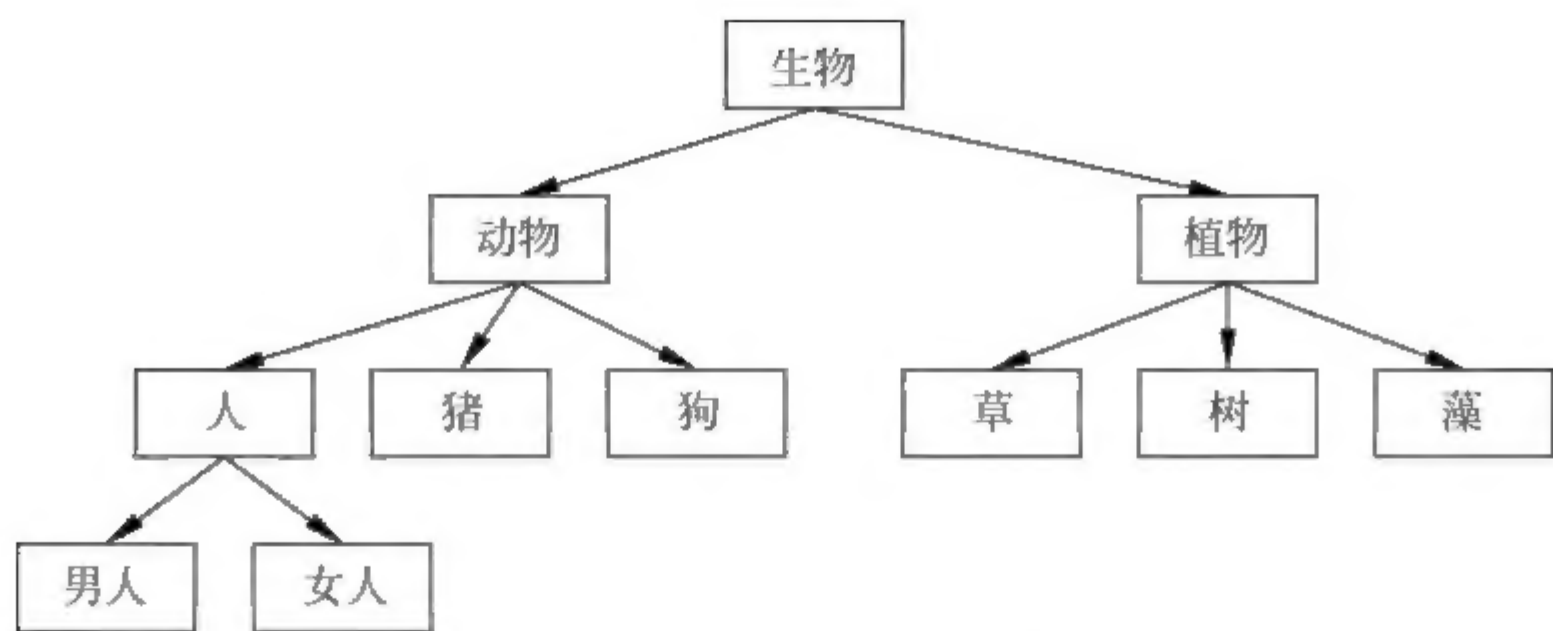 生物
动物
植物
人
猪
狗
草
树
藻
男人
女人